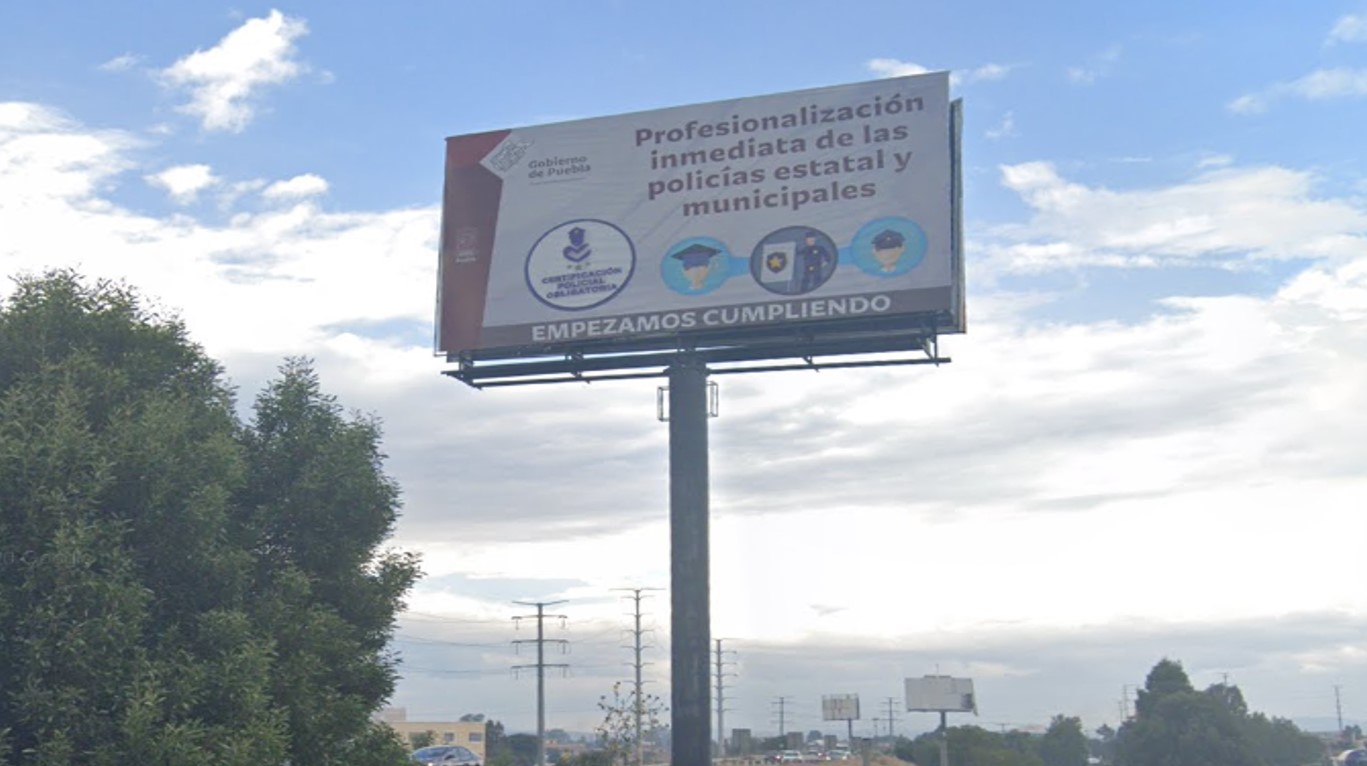 Gobierno
de Puebla
Profesionalización
inmediata de las
policías estatal y
municipales
CERTIFICACIÓN
POLICIAL
OBLIGATORIA
EMPEZAMOS CUMPLIENDO